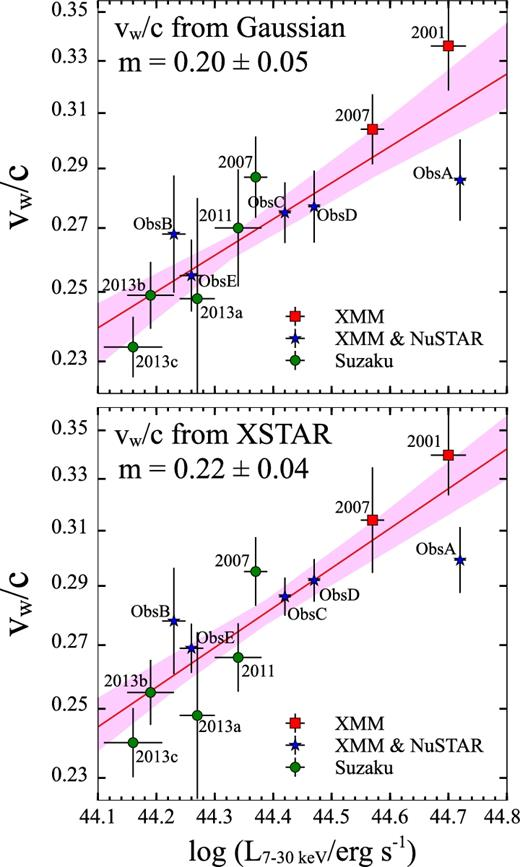 v_w/c from Gaussian
m = 0.20 ± 0.05
0.35
0.33
0.31
0.29
0.27
0.25
0.23
v_w/c
2001
2007
ObsA
2007
ObsC
ObsD
2011
ObsB
ObsE
2013b
2013a
2013c
XMM
XMM & NuSTAR
Suzaku
v_w/c from XSTAR
m = 0.22 ± 0.04
0.35
0.33
0.31
0.29
0.27
0.25
0.23
v_w/c
2001
2007
ObsA
2007
ObsD
ObsC
ObsB
ObsE
2011
2013b
2013a
2013c
XMM
XMM & NuSTAR
Suzaku
44.1 44.2 44.3 44.4 44.5 44.6 44.7 44.8
log (L_7-30 keV/erg s⁻¹)